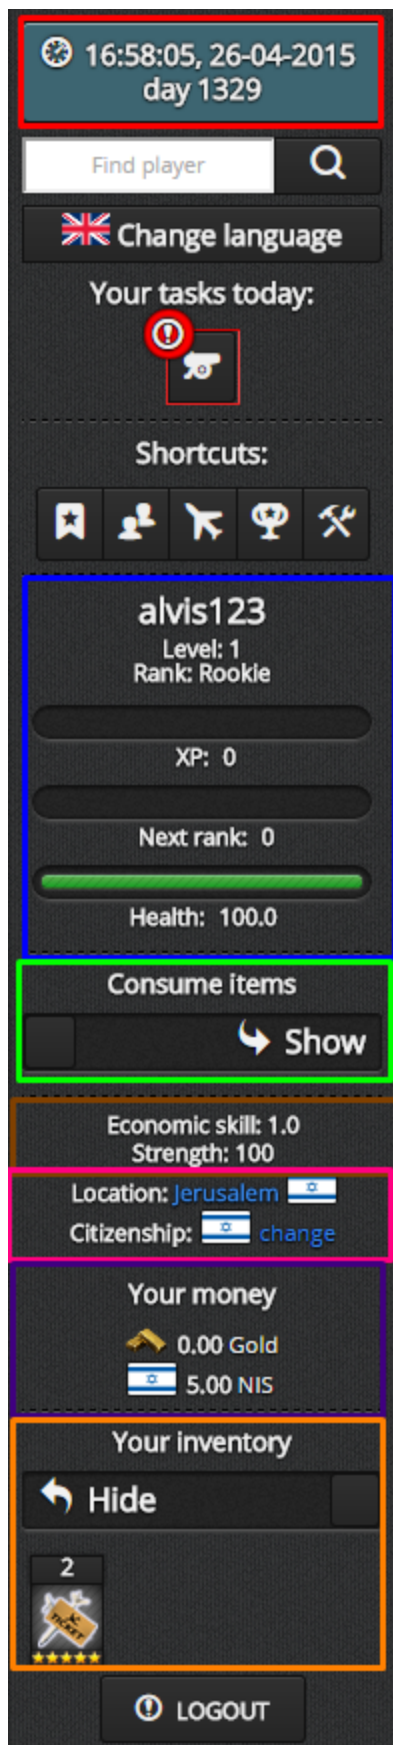 16:58:05, 26-04-2015
day 1329
Find player
Change language
Your tasks today:
Shortcuts:
alvis123
Level: 1
Rank: Rookie
XP: 0
Next rank: 0
Health: 100.0
Consume items
Show
Economic skill: 1.0
Strength: 100
Location: Jerusalem
Citizenship: change
Your money
0.00 Gold
5.00 NIS
Your inventory
Hide
2
TICKET
LOGOUT